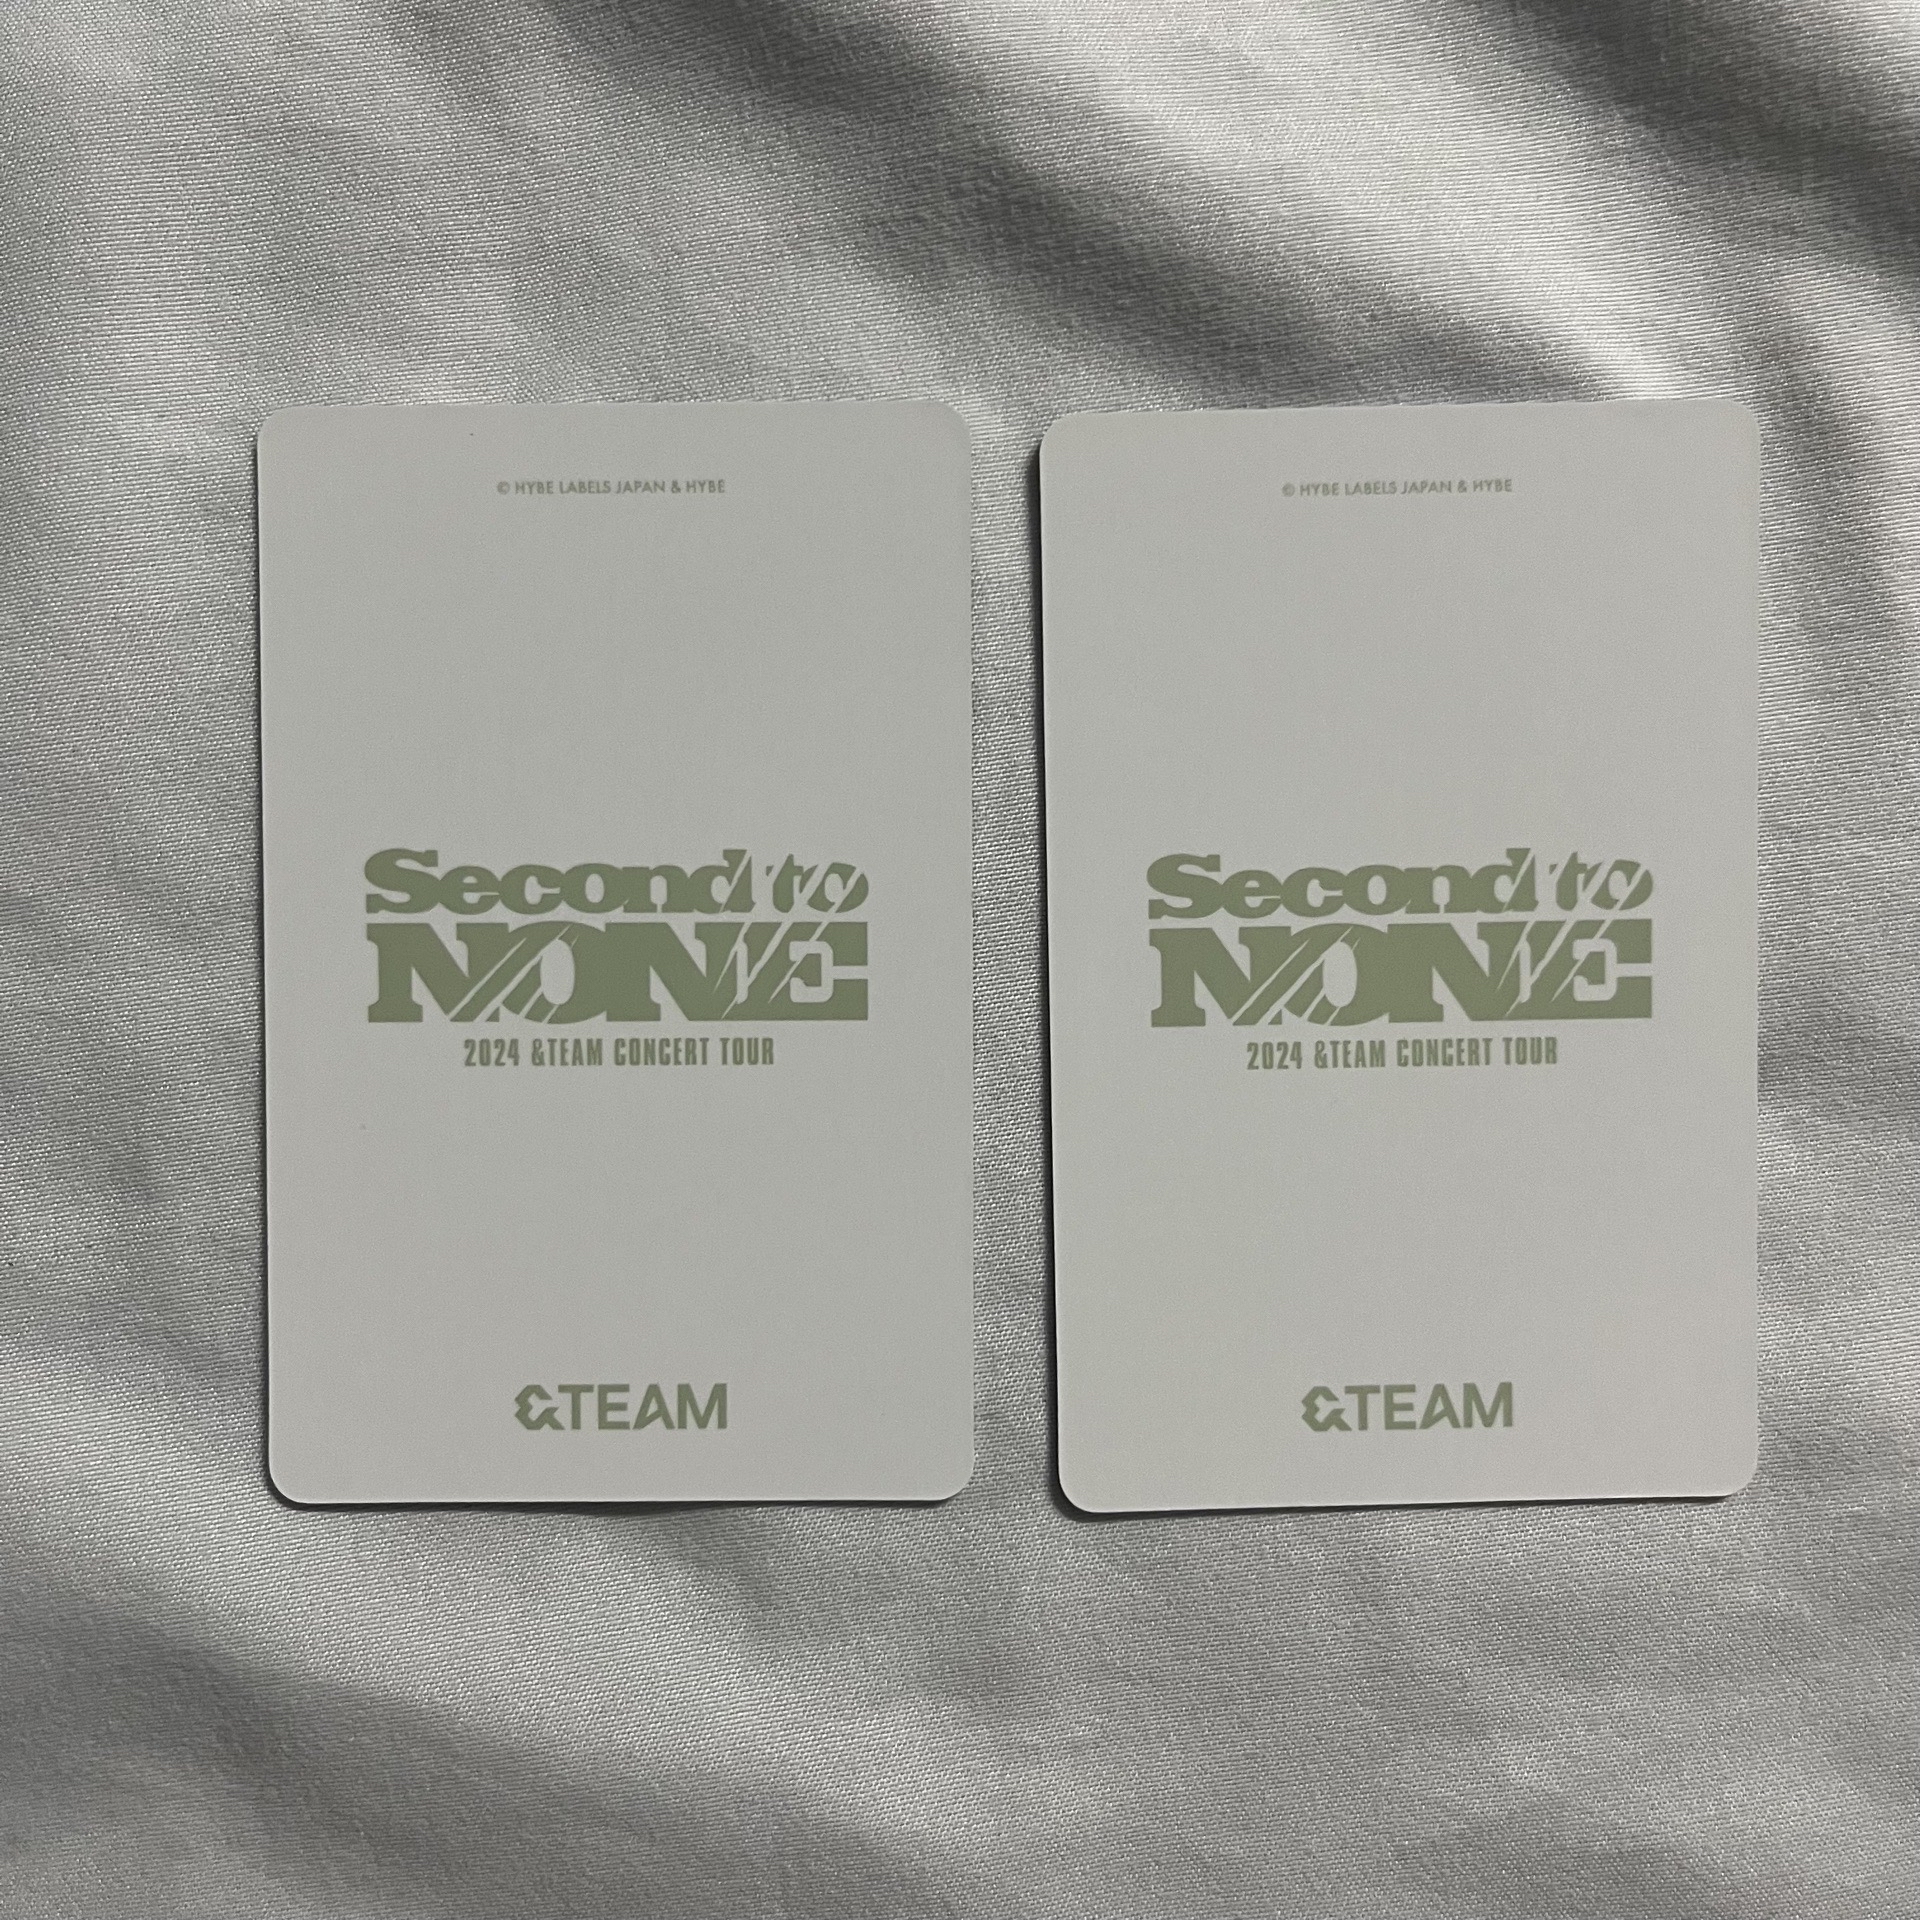 © HYBE LABELS JAPAN & HYBE
Second to
NONE
2024 &TEAM CONCERT TOUR
&TEAM
© HYBE LABELS JAPAN & HYBE
Second to
NONE
2024 &TEAM CONCERT TOUR
&TEAM